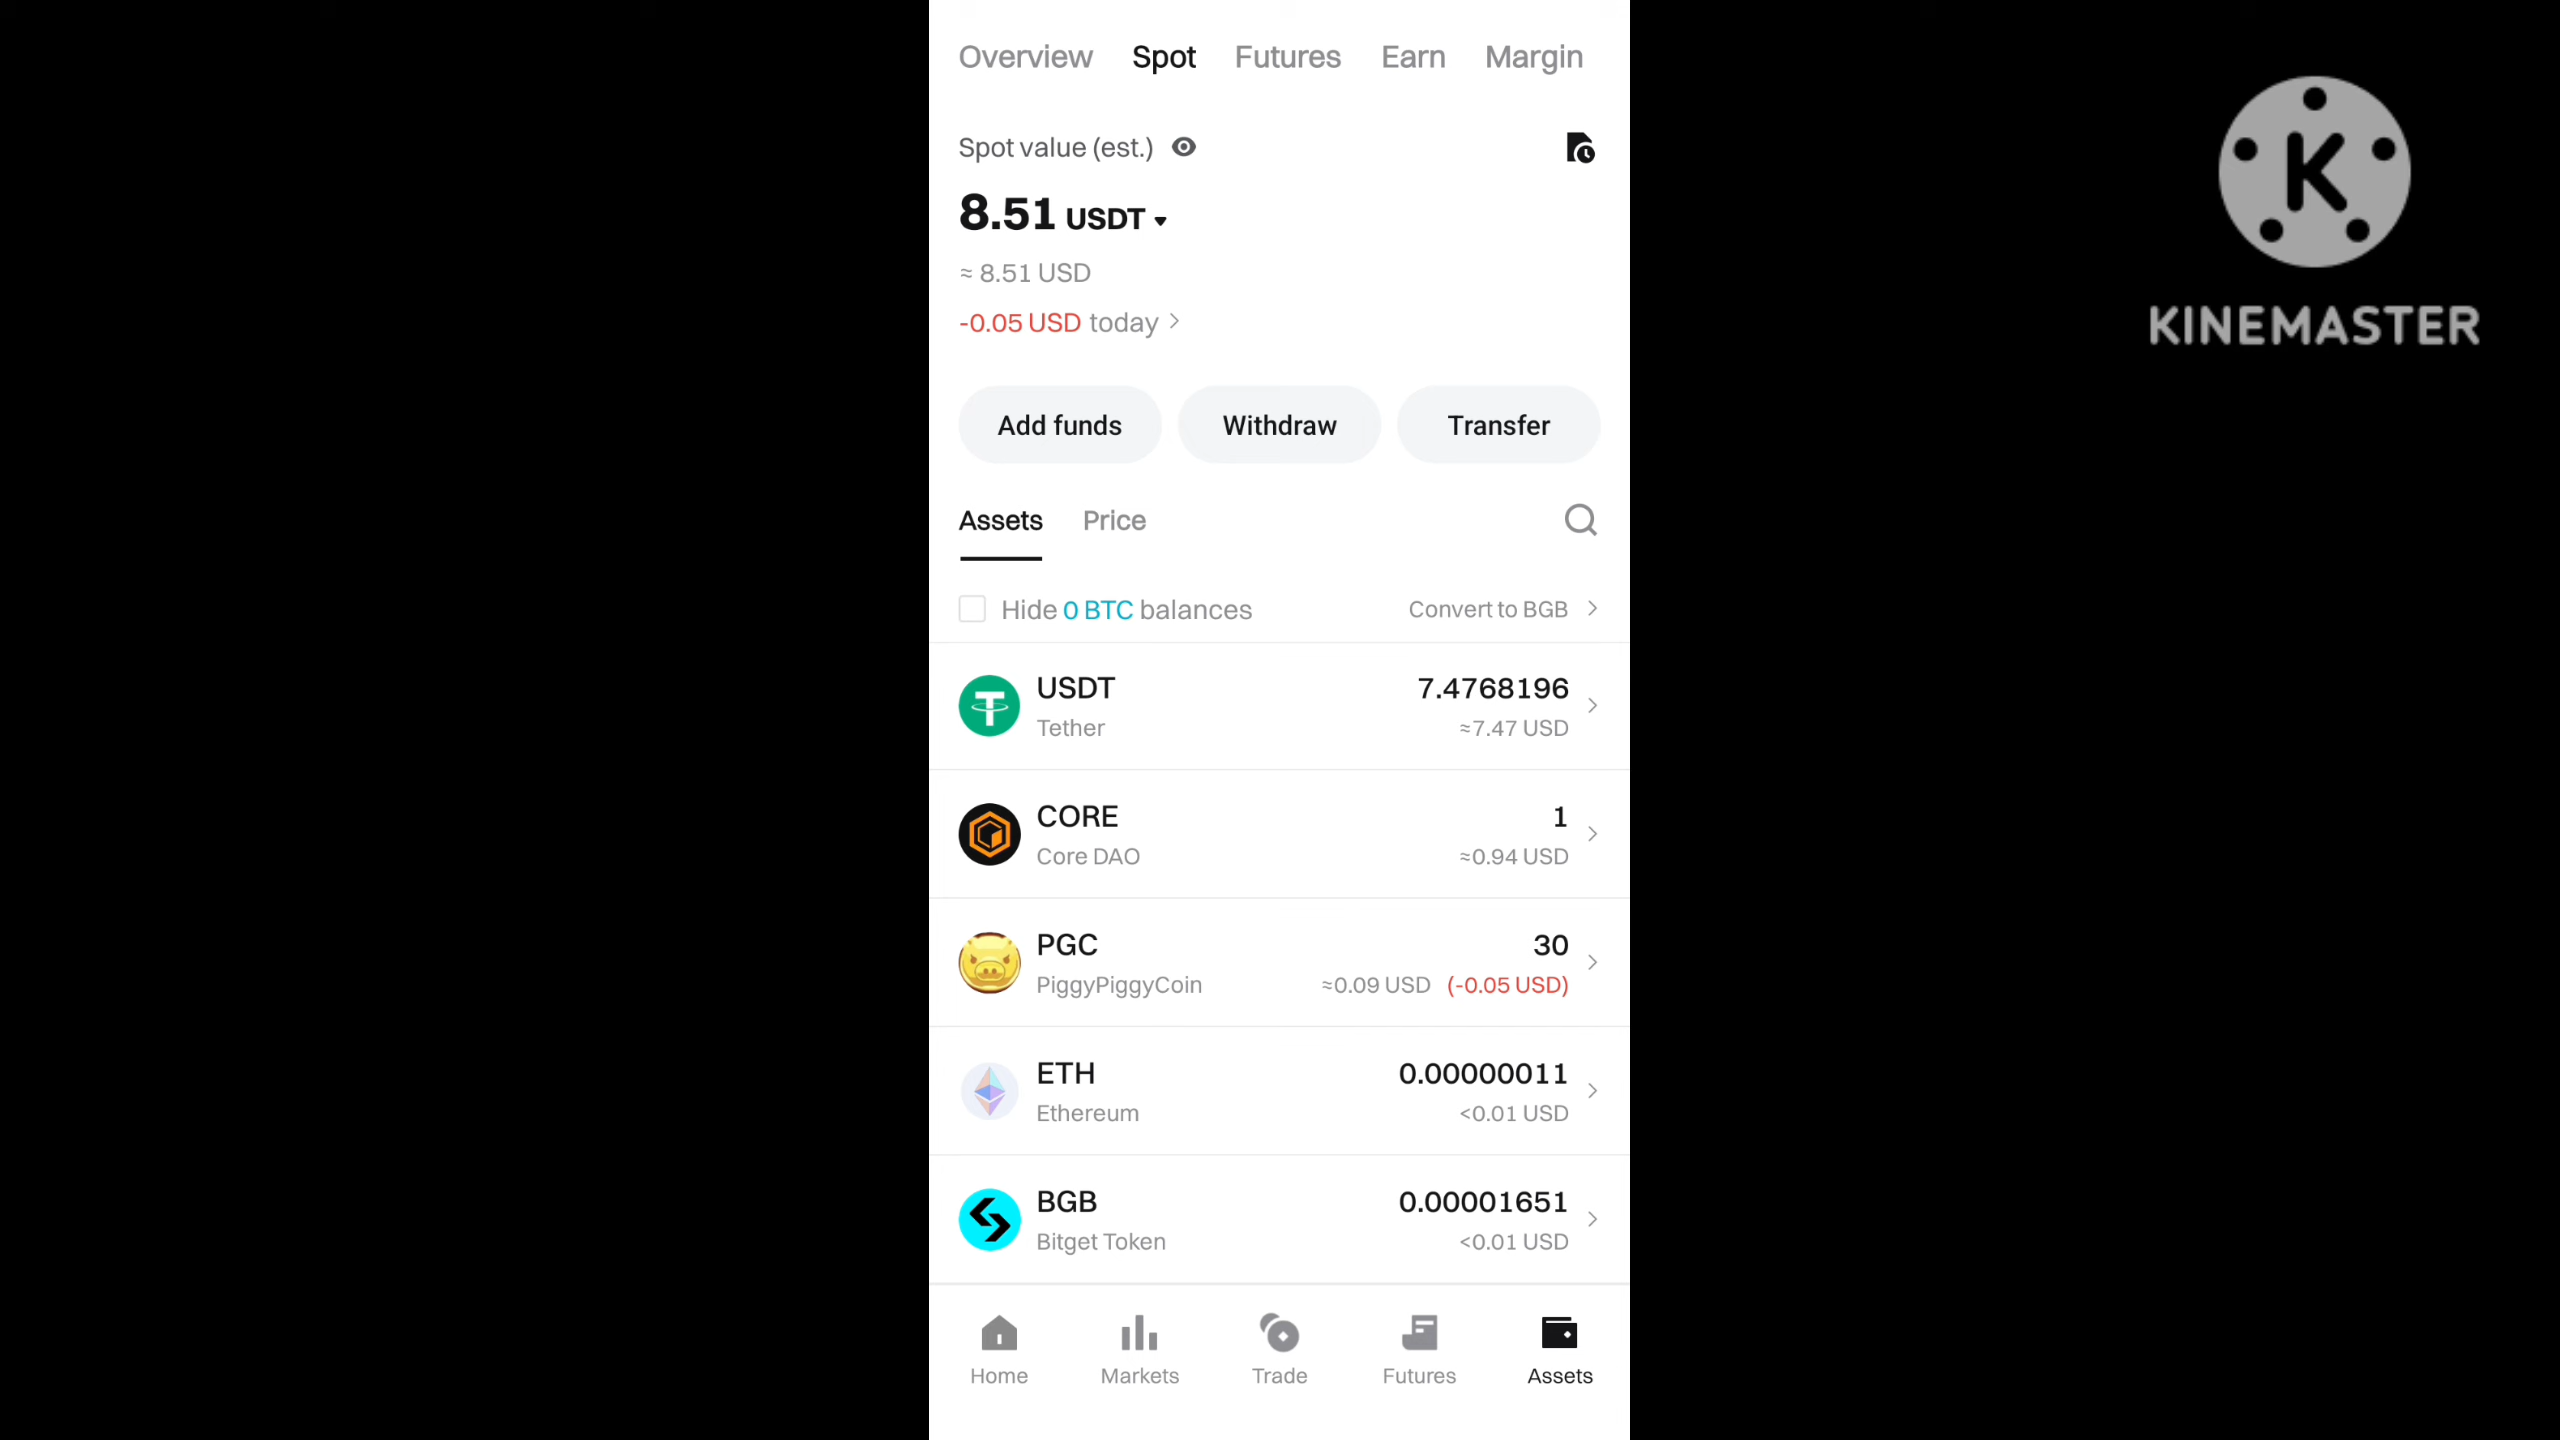 Overview Spot Futures Earn Margin
Spot value (est.)
8.51 USDT
≈ 8.51 USD
-0.05 USD today
Add funds Withdraw Transfer
Assets Price
Hide 0 BTC balances Convert to BGB
USDT 7.4768196
Tether ≈7.47 USD
CORE 1
Core DAO ≈0.94 USD
PGC 30
PiggyPiggyCoin ≈0.09 USD (-0.05 USD)
ETH 0.00000011
Ethereum <0.01 USD
BGB 0.00001651
Bitget Token <0.01 USD
Home Markets Trade Futures Assets
K
KINEMASTER